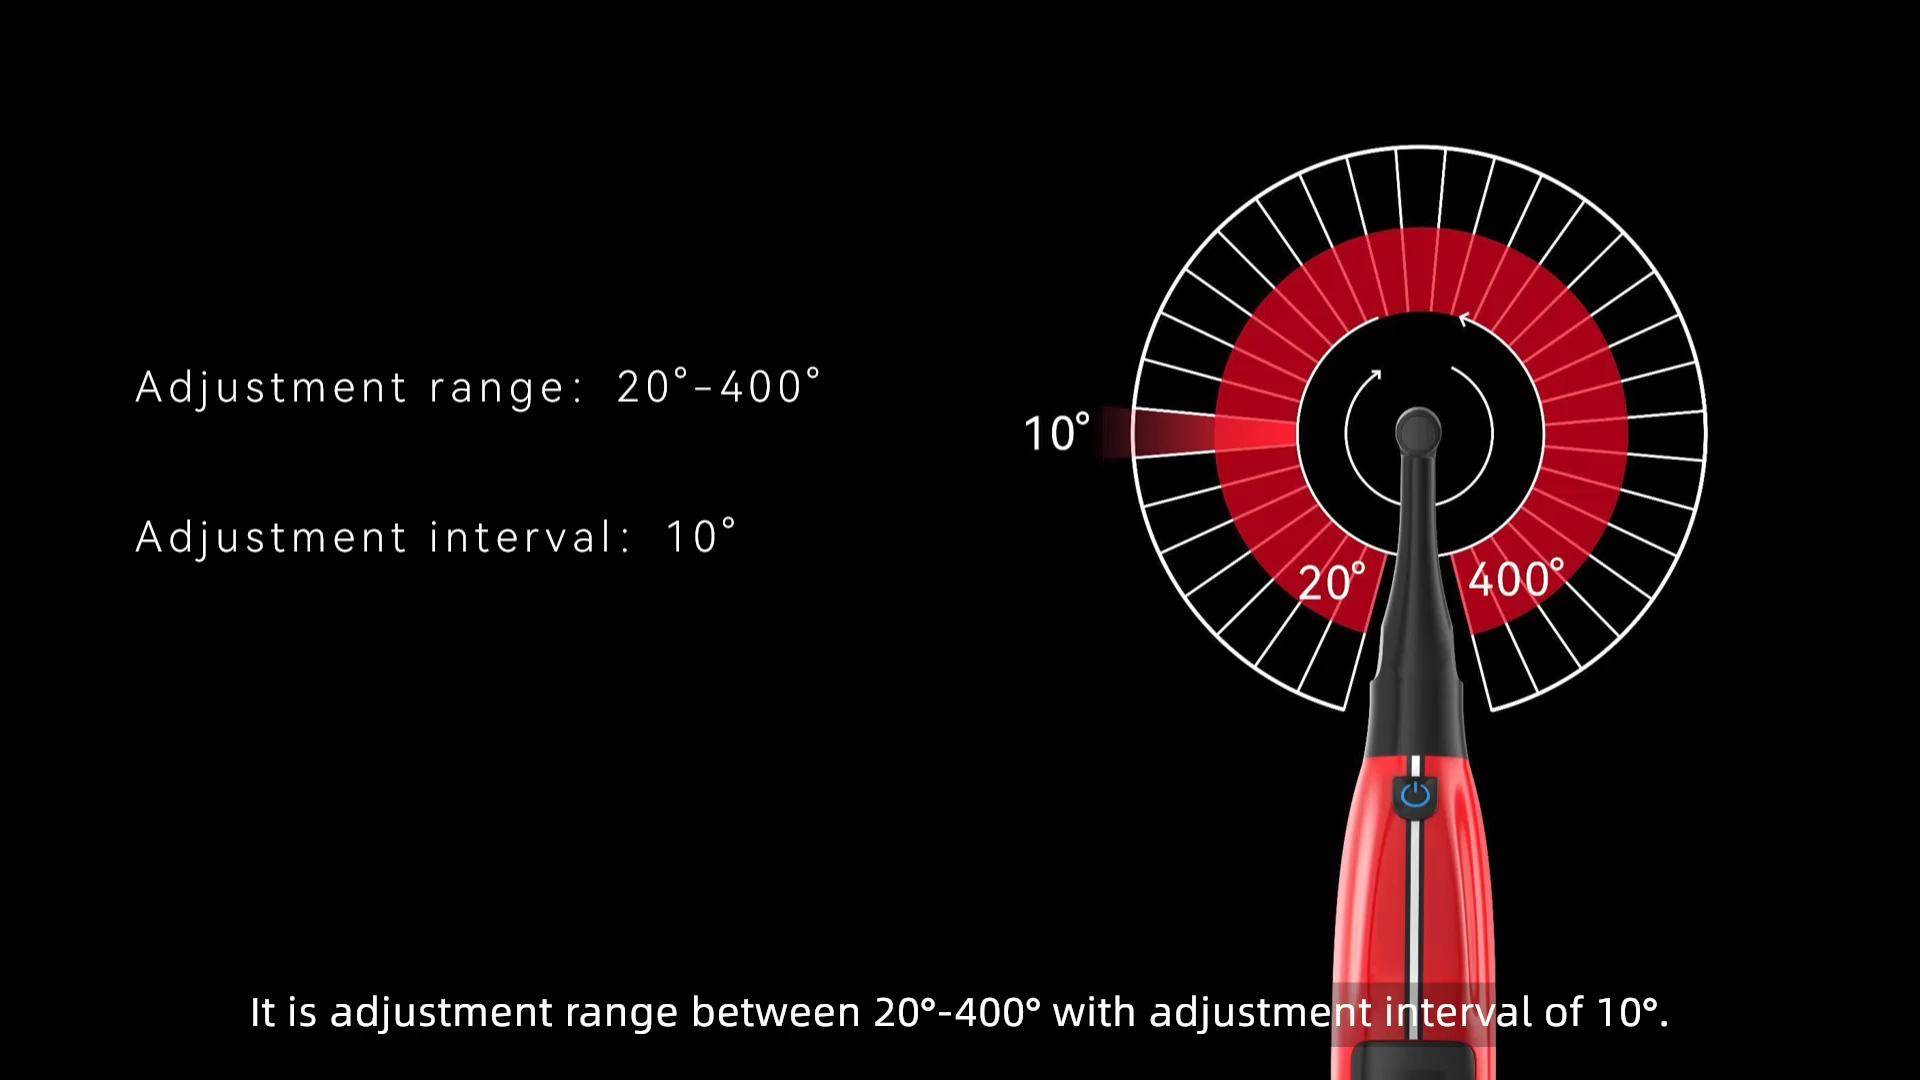 Adjustment range: 20°-400°
Adjustment interval: 10°
10°
20°
400°
It is adjustment range between 20°-400° with adjustment interval of 10°.